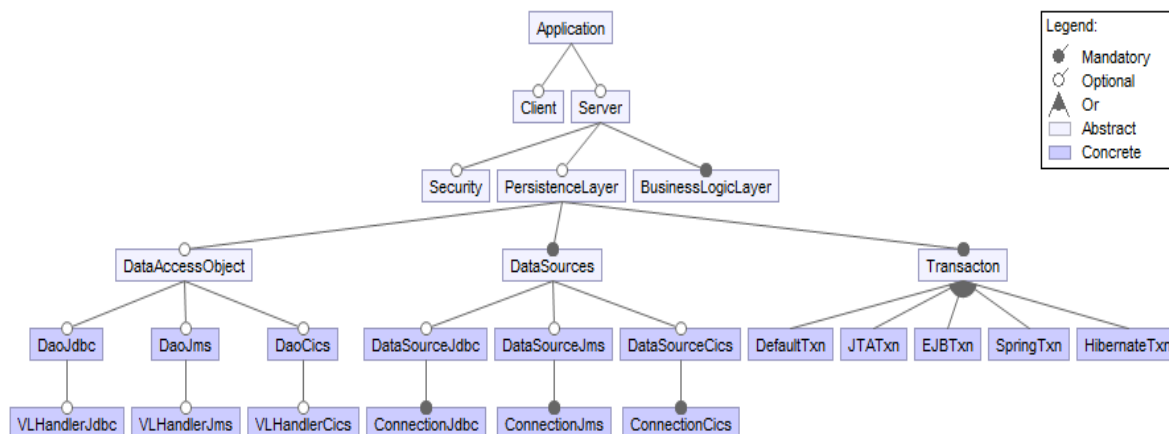 Application
Legend:
Mandatory
Optional
Or
Abstract
Concrete
Client Server
Security PersistenceLayer BusinessLogicLayer
DataAccessObject DataSources Transacton
DaoJdbc DaoJms DaoCics DataSourceJdbc DataSourceJms DataSourceCics DefaultTxn JTATxn EJBTxn SpringTxn HibernateTxn
VLHandlerJdbc VLHandlerJms VLHandlerCics ConnectionJdbc ConnectionJms ConnectionCics